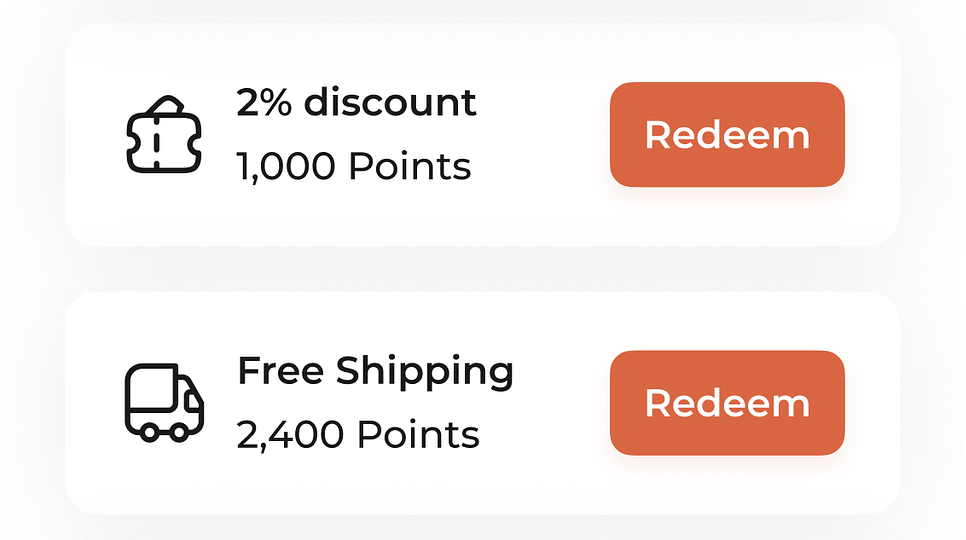 2% discount
1,000 Points
Redeem
Free Shipping
2,400 Points
Redeem